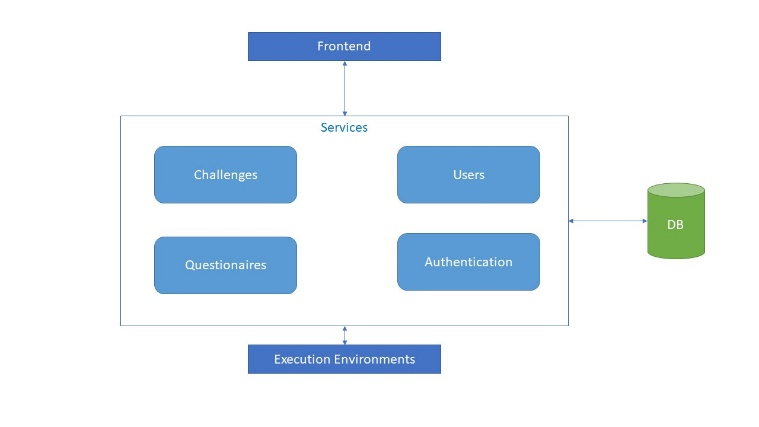 Frontend
Services
Challenges
Users
DB
Questionaires
Authentication
Execution Environments